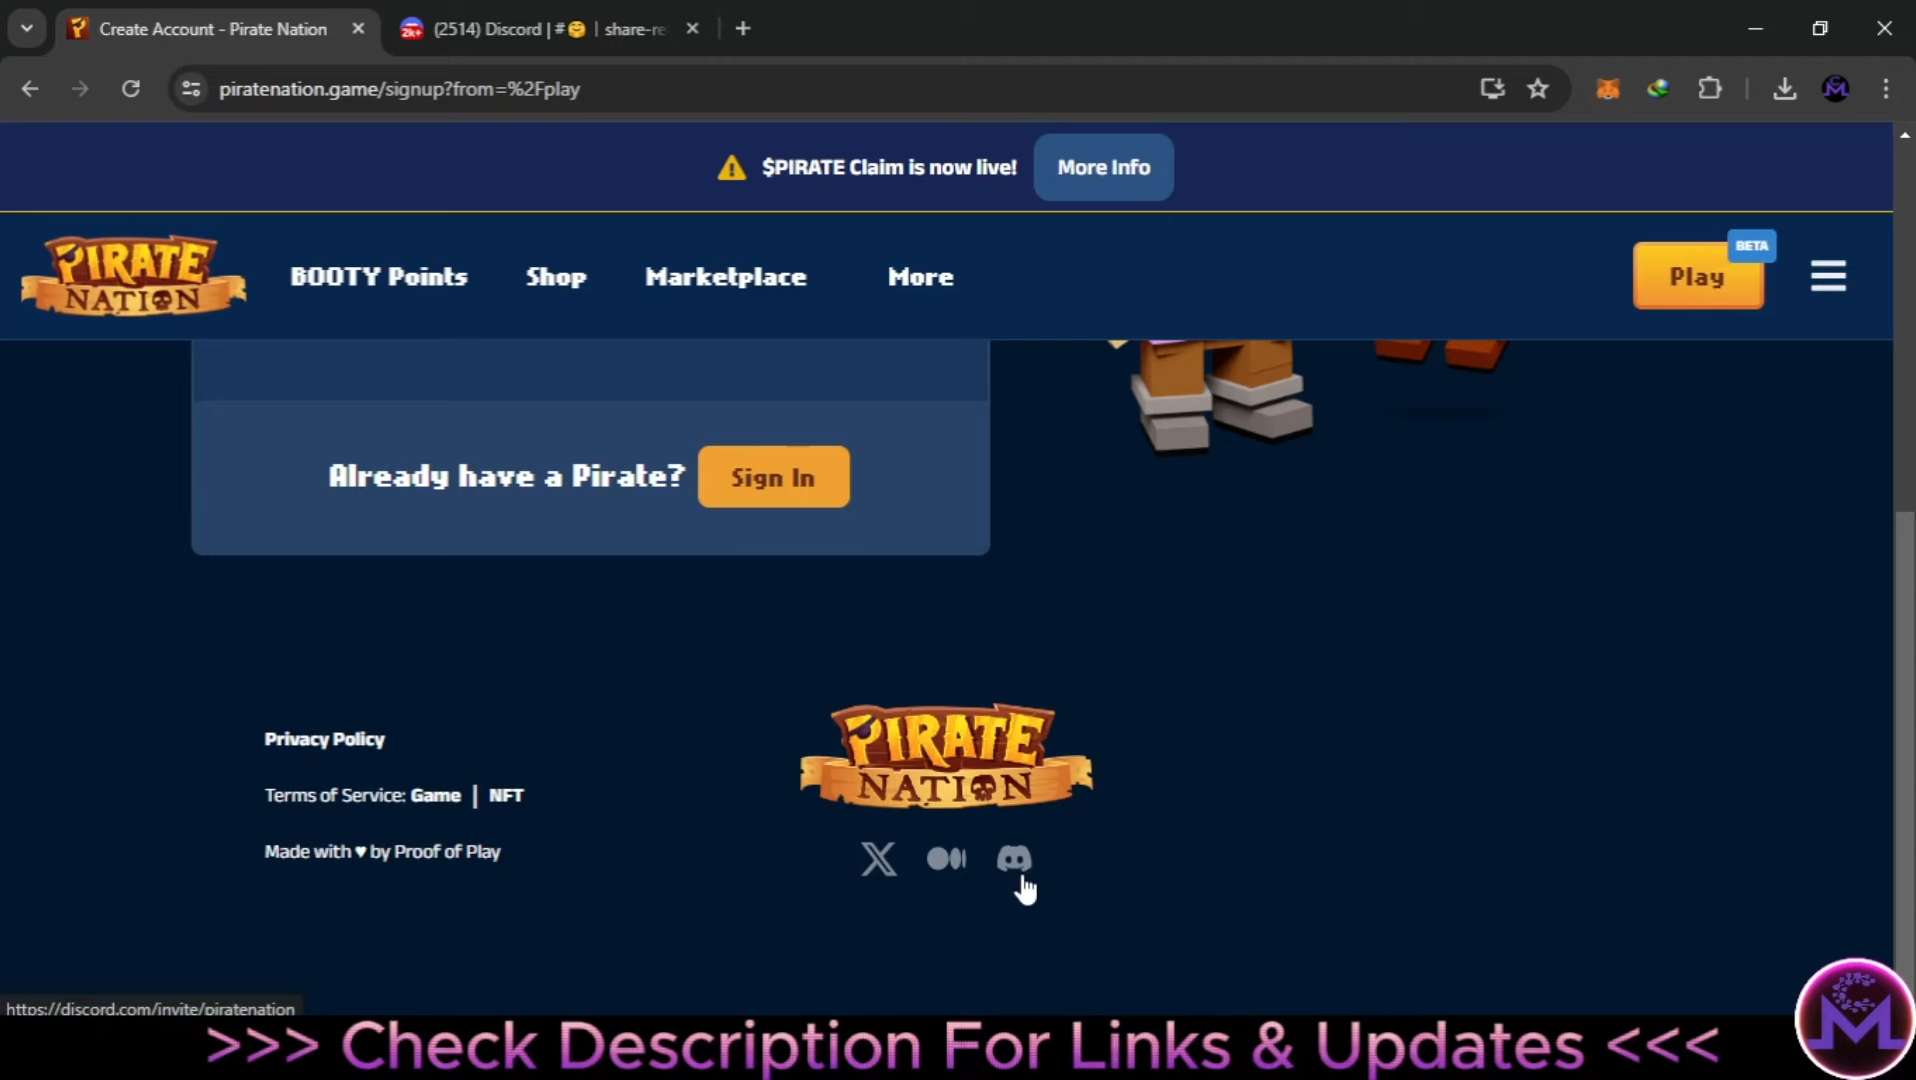 Create Account - Pirate Nation
2k+
(2514) Discord | #🤗 | share-re
piratenation.game/signup?from=%2Fplay
$PIRATE Claim is now live!
More Info
PIRATE
NATION
BOOTY Points
Shop
Marketplace
More
Play
BETA
Already have a Pirate?
Sign In
Privacy Policy
Terms of Service: Game | NFT
Made with ♥ by Proof of Play
PIRATE
NATION
https://discord.com/invite/piratenation
>>> Check Description For Links & Updates <<<